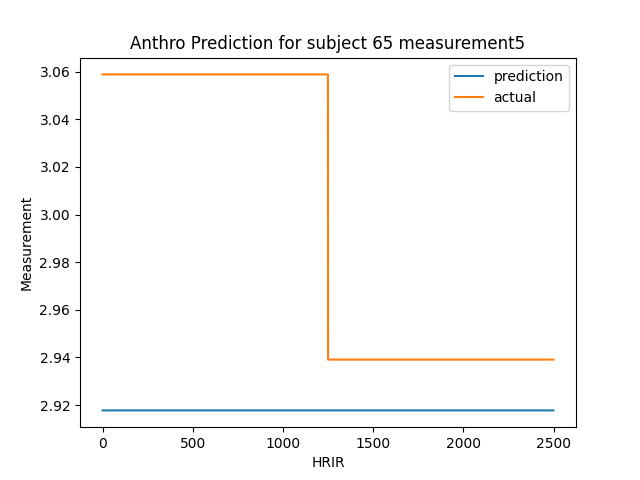 Anthro Prediction for subject 65 measurement5
prediction
actual
3.06
3.04
3.02
3.00
2.98
2.96
2.94
2.92
Measurement
0 500 1000 1500 2000 2500
HRIR